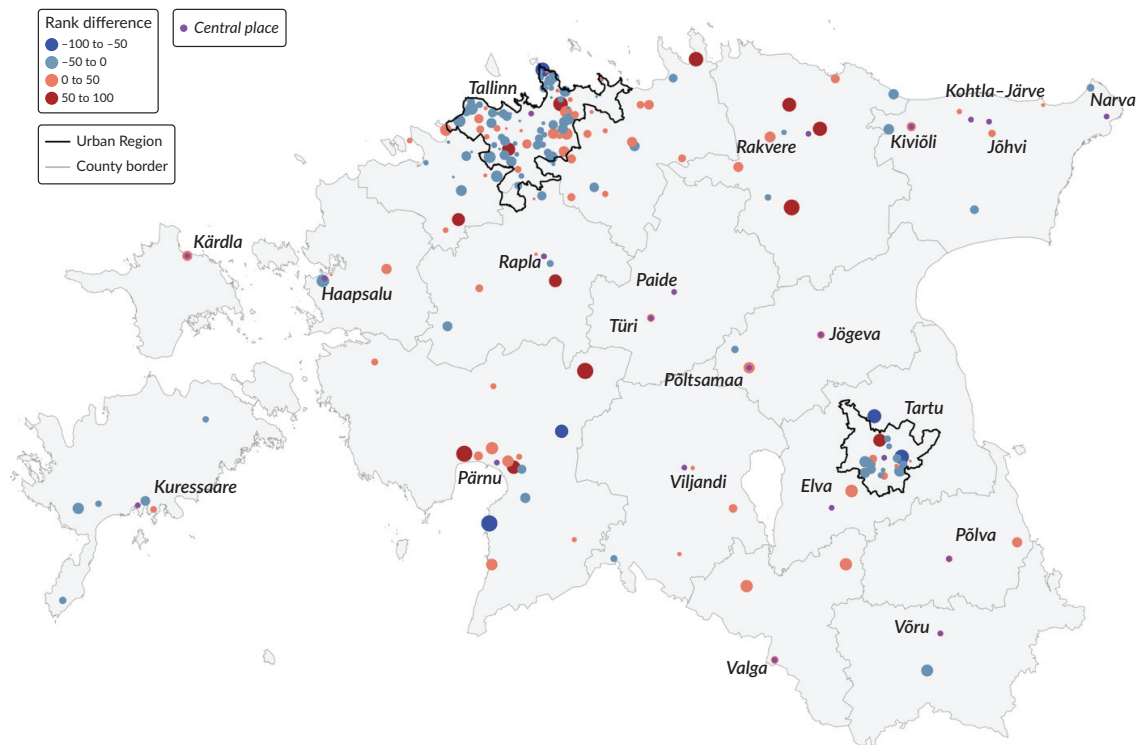 Rank difference
–100 to –50
–50 to 0
0 to 50
50 to 100
Central place
Urban Region
County border
Tallinn
Kohtla–Järve
Narva
Rakvere
Kiviõli
Jõhvi
Kärdla
Haapsalu
Rapla
Paide
Türi
Jõgeva
Põltsamaa
Tartu
Kuressaare
Pärnu
Viljandi
Elva
Põlva
Võru
Valga